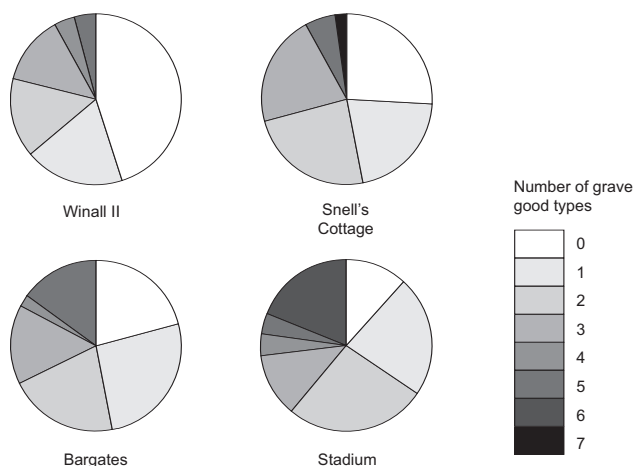 Winall II
Snell's
Cottage
Number of grave
good types
0
1
2
3
4
5
6
7
Bargates
Stadium